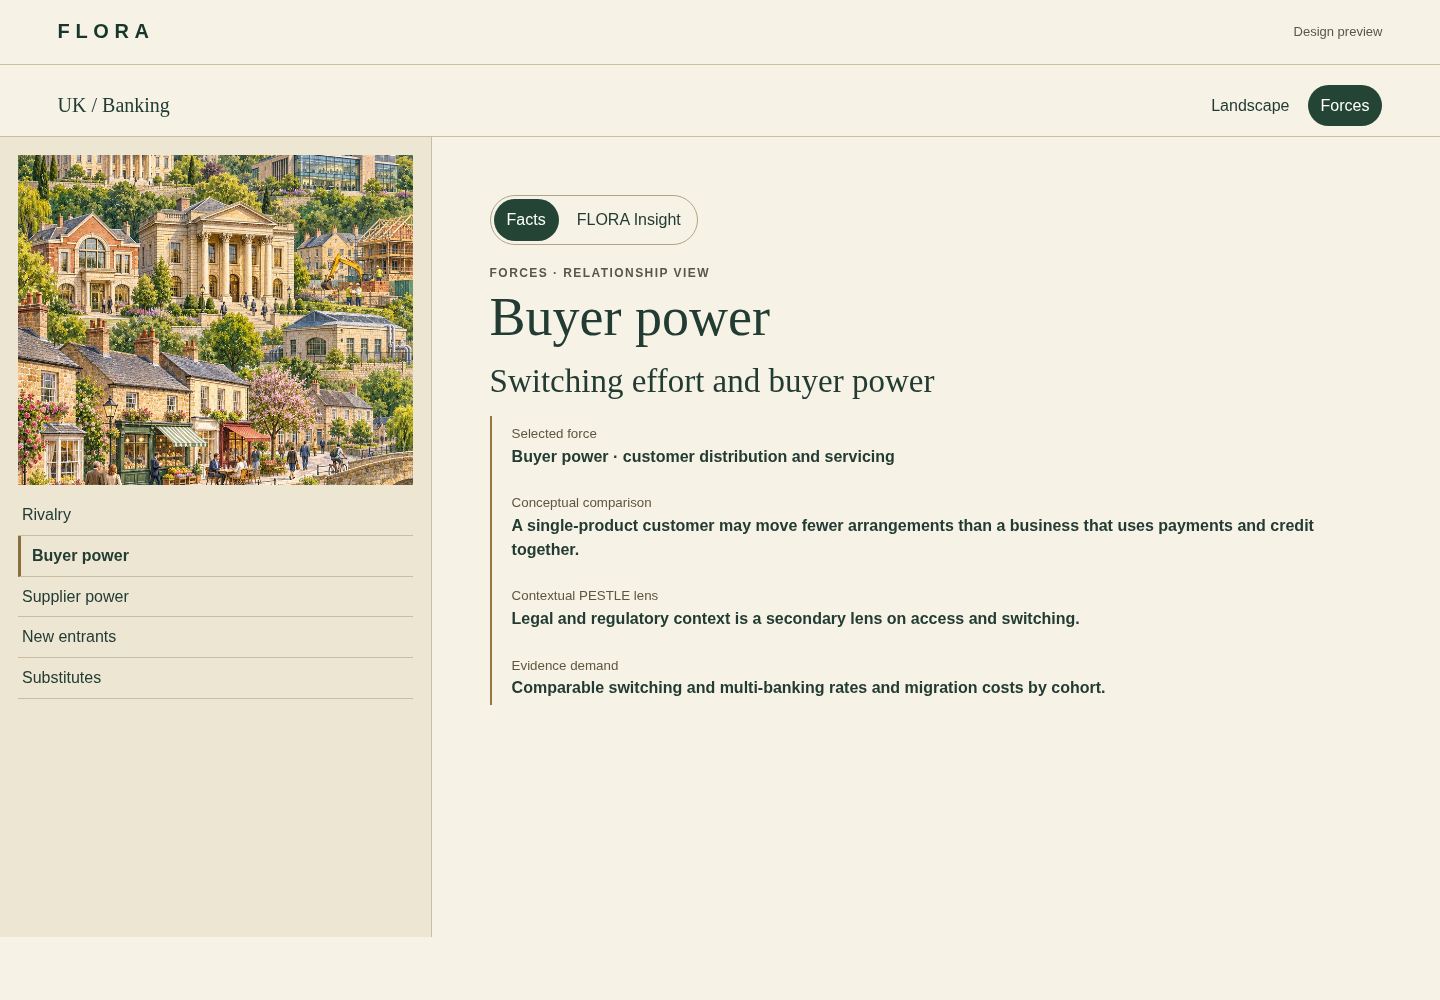 FLORA
Design preview
UK / Banking
Landscape
Forces
Rivalry
Buyer power
Supplier power
New entrants
Substitutes
Facts
FLORA Insight
FORCES · RELATIONSHIP VIEW
Buyer power
Switching effort and buyer power
Selected force
Buyer power · customer distribution and servicing
Conceptual comparison
A single-product customer may move fewer arrangements than a business that uses payments and credit
together.
Contextual PESTLE lens
Legal and regulatory context is a secondary lens on access and switching.
Evidence demand
Comparable switching and multi-banking rates and migration costs by cohort.